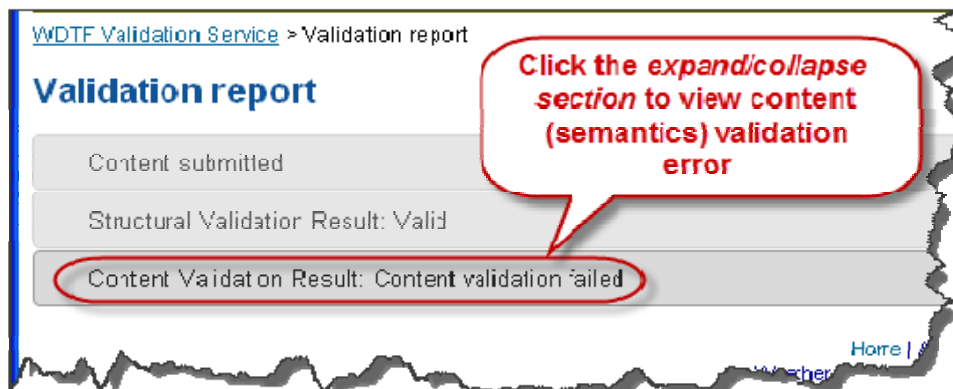 WDTF Validation Service > Validation report
Validation report
Click the expand/collapse
section to view content
(semantics) validation
error
Content submitted
Structural Validation Result: Valid
Content Validation Result: Content validation failed
Home |